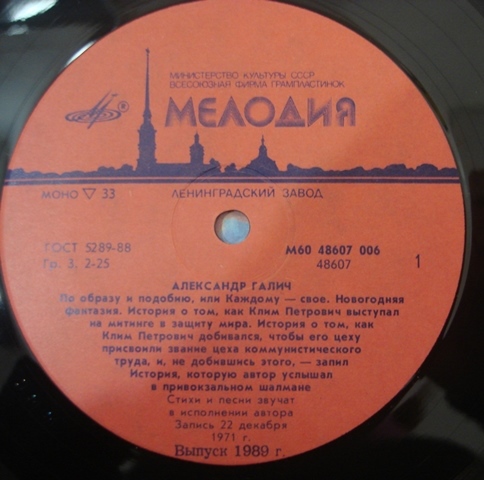 МИНИСТЕРСТВО КУЛЬТУРЫ СССР
ВСЕСОЮЗНАЯ ФИРМА ГРАМПЛАСТИНОК
® МЕЛОДИЯ
МОНО ▽ 33 ЛЕНИНГРАДСКИЙ ЗАВОД
ГОСТ 5289-88 М60 48607 006
Гр. 3. 2-25 48607 1
АЛЕКСАНДР ГАЛИЧ
По образу и подобию, или Каждому — свое. Новогодняя
фантазия. История о том, как Клим Петрович выступал
на митинге в защиту мира. История о том, как
Клим Петрович добивался, чтобы его цеху
присвоили звание цеха коммунистического
труда, и, не добившись этого, — запил
История, которую автор услышал
в привокзальном шалмане
Стихи и песни звучат
в исполнении автора
Запись 22 декабря
1971 г.
Выпуск 1989 г.